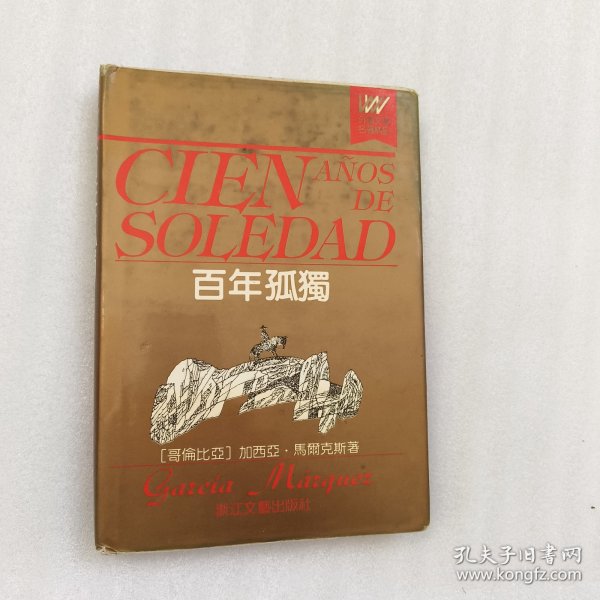 CIEN AÑOS
DE
SOLEDAD
百年孤獨
[哥倫比亞] 加西亞·馬爾克斯著
García Márquez
浙江文藝出版社
孔夫子旧书网
www.kongfz.com